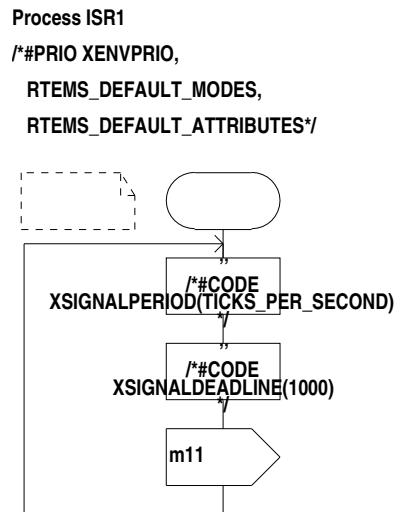 Process ISR1
/*#PRIO XENVPRIO,
RTEMS_DEFAULT_MODES,
RTEMS_DEFAULT_ATTRIBUTES*/
''
/*#CODE
XSIGNALPERIOD(TICKS_PER_SECOND)
*/
''
/*#CODE
XSIGNALDEADLINE(1000)
*/
m11